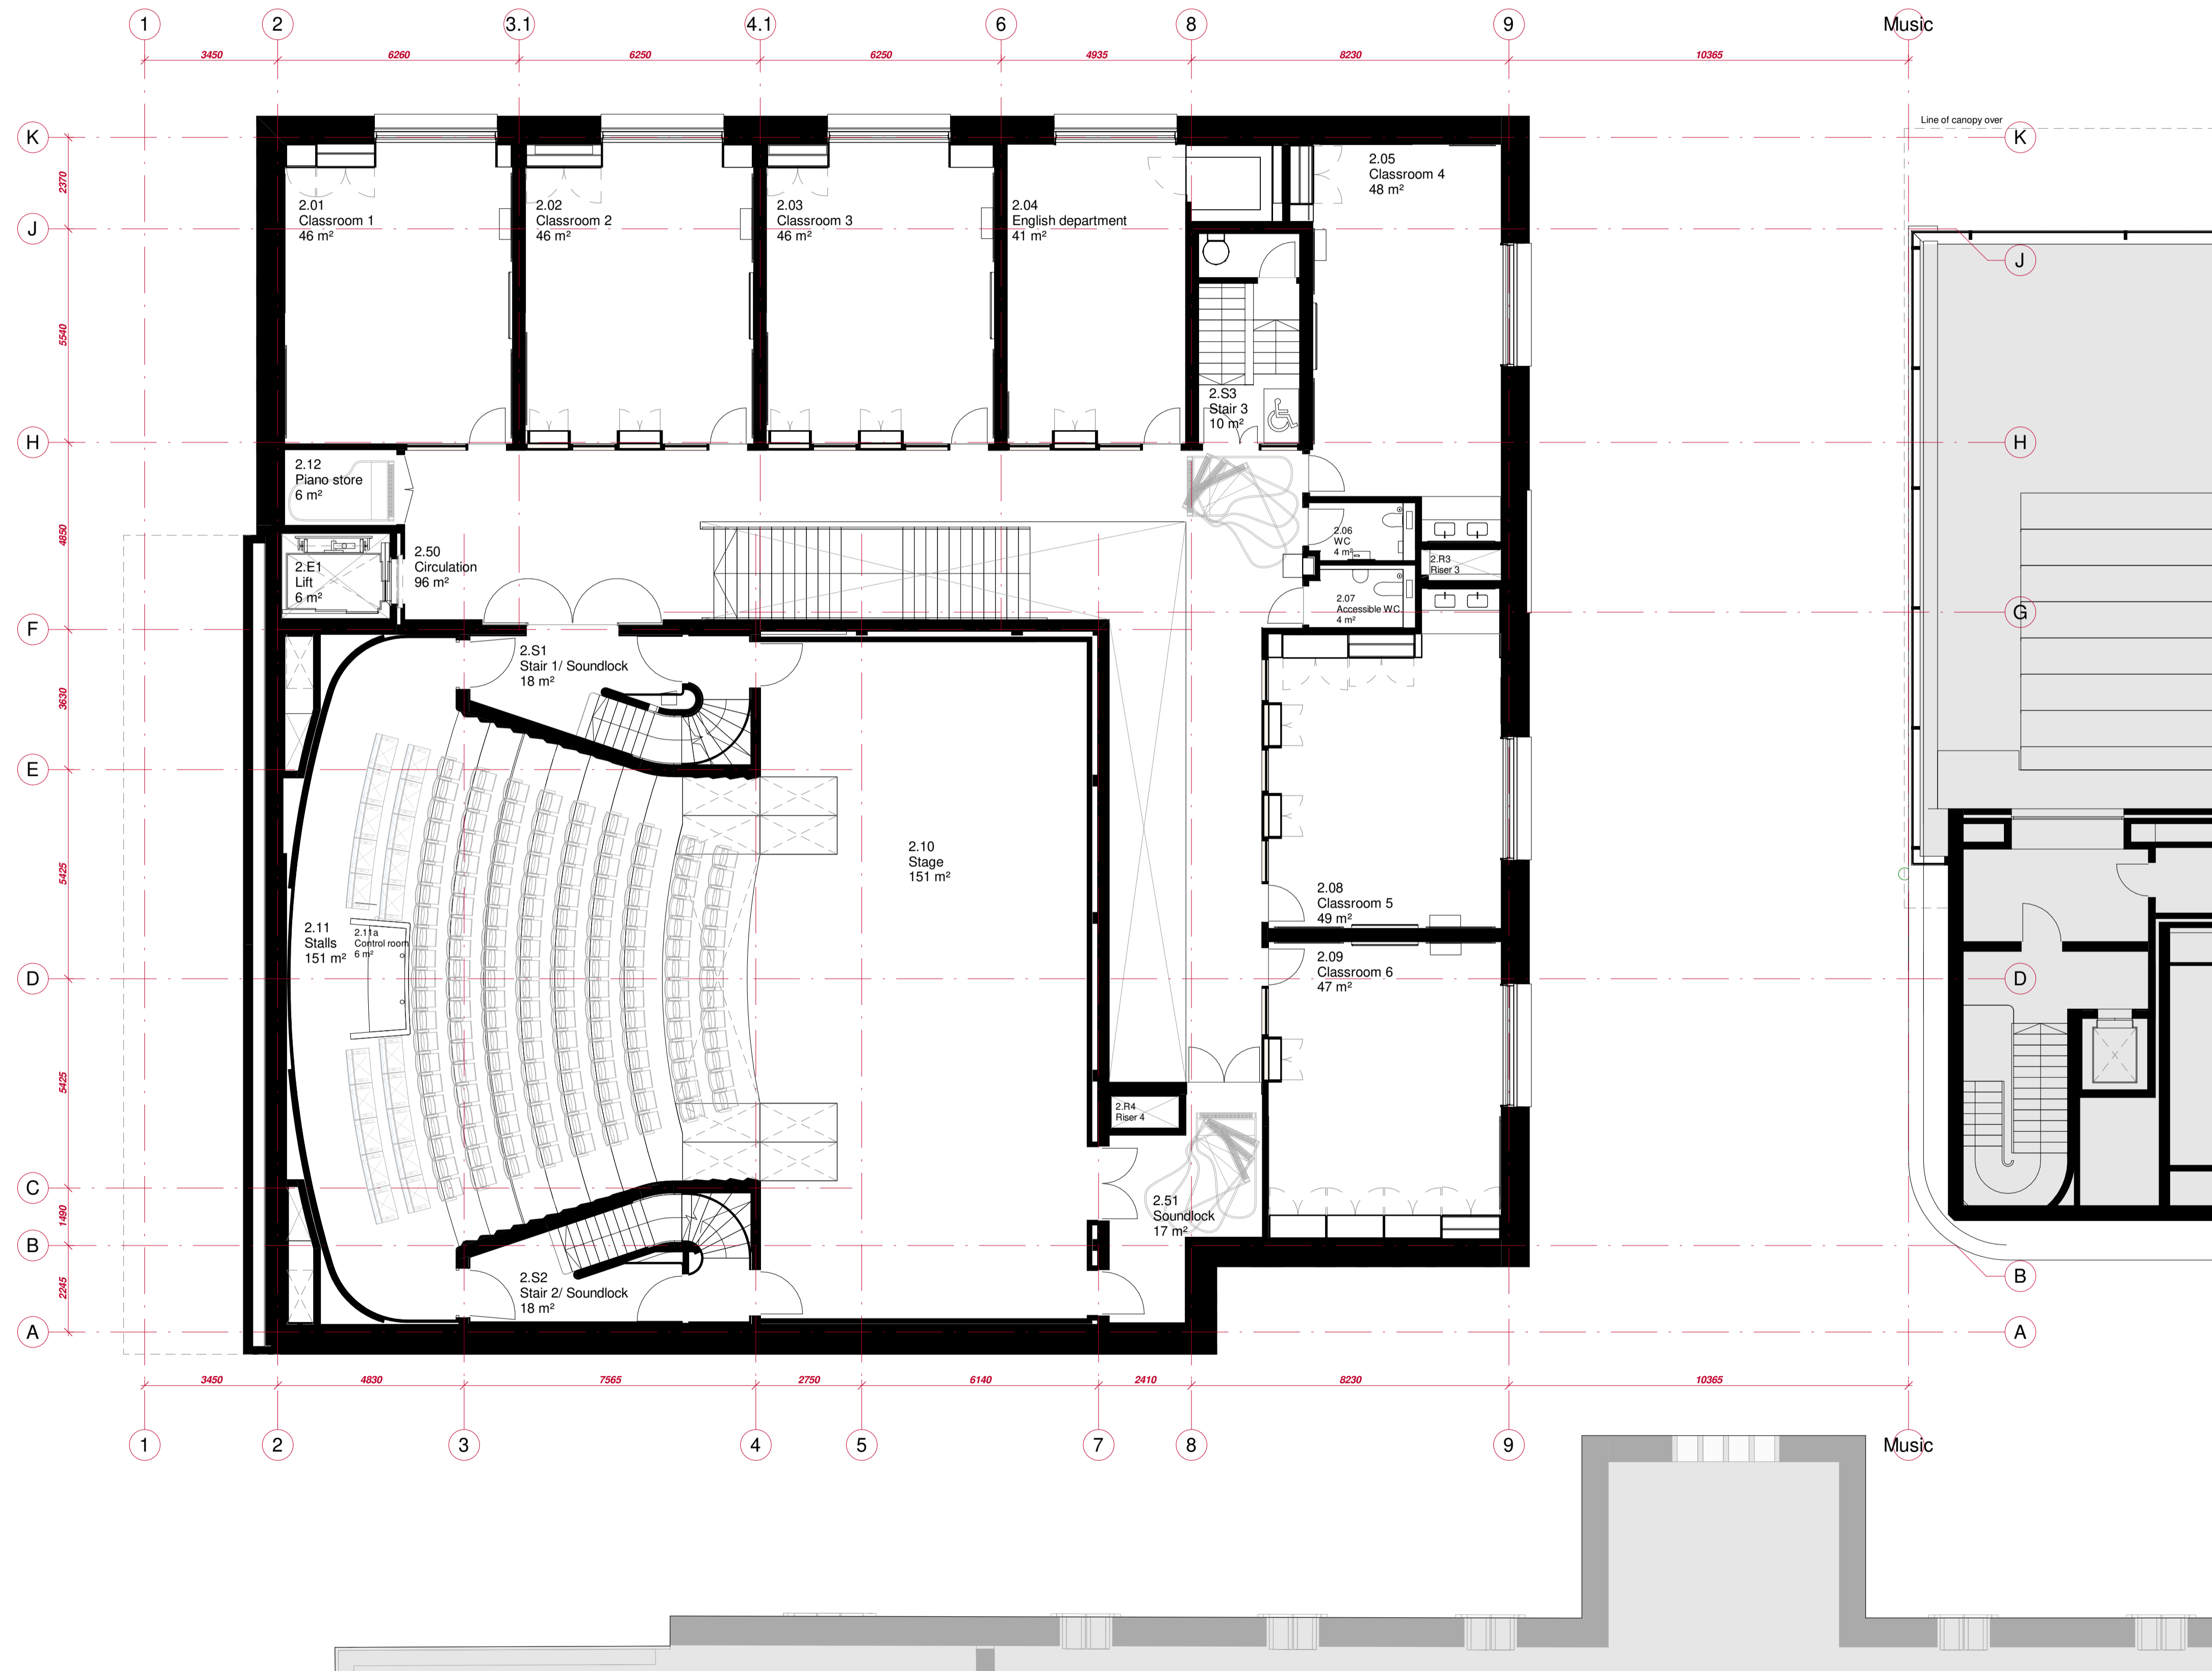 1 2 3.1 4.1 6 8 9 Music
3450 6260 6250 6250 4935 8230 10365
Line of canopy over
K K
2370
2.01
Classroom 1
46 m²
2.02
Classroom 2
46 m²
2.03
Classroom 3
46 m²
2.04
English department
41 m²
2.05
Classroom 4
48 m²
J J
5540
2.S3
Stair 3
10 m²
H H
2.12
Piano store
6 m²
4850
2.E1
Lift
6 m²
2.50
Circulation
96 m²
2.06
WC
4 m²
2.R3
Riser 3
2.07
Accessible WC
4 m²
G
F
2.S1
Stair 1/ Soundlock
18 m²
3630
E
5425
2.10
Stage
151 m²
2.08
Classroom 5
49 m²
2.11
Stalls
151 m²
2.11a
Control room
6 m²
2.09
Classroom 6
47 m²
D D
5425
2.R4
Riser 4
C
1490
2.51
Soundlock
17 m²
B B
2245
2.S2
Stair 2/ Soundlock
18 m²
A A
3450 4830 7565 2750 6140 2410 8230 10365
1 2 3 4 5 7 8 9 Music